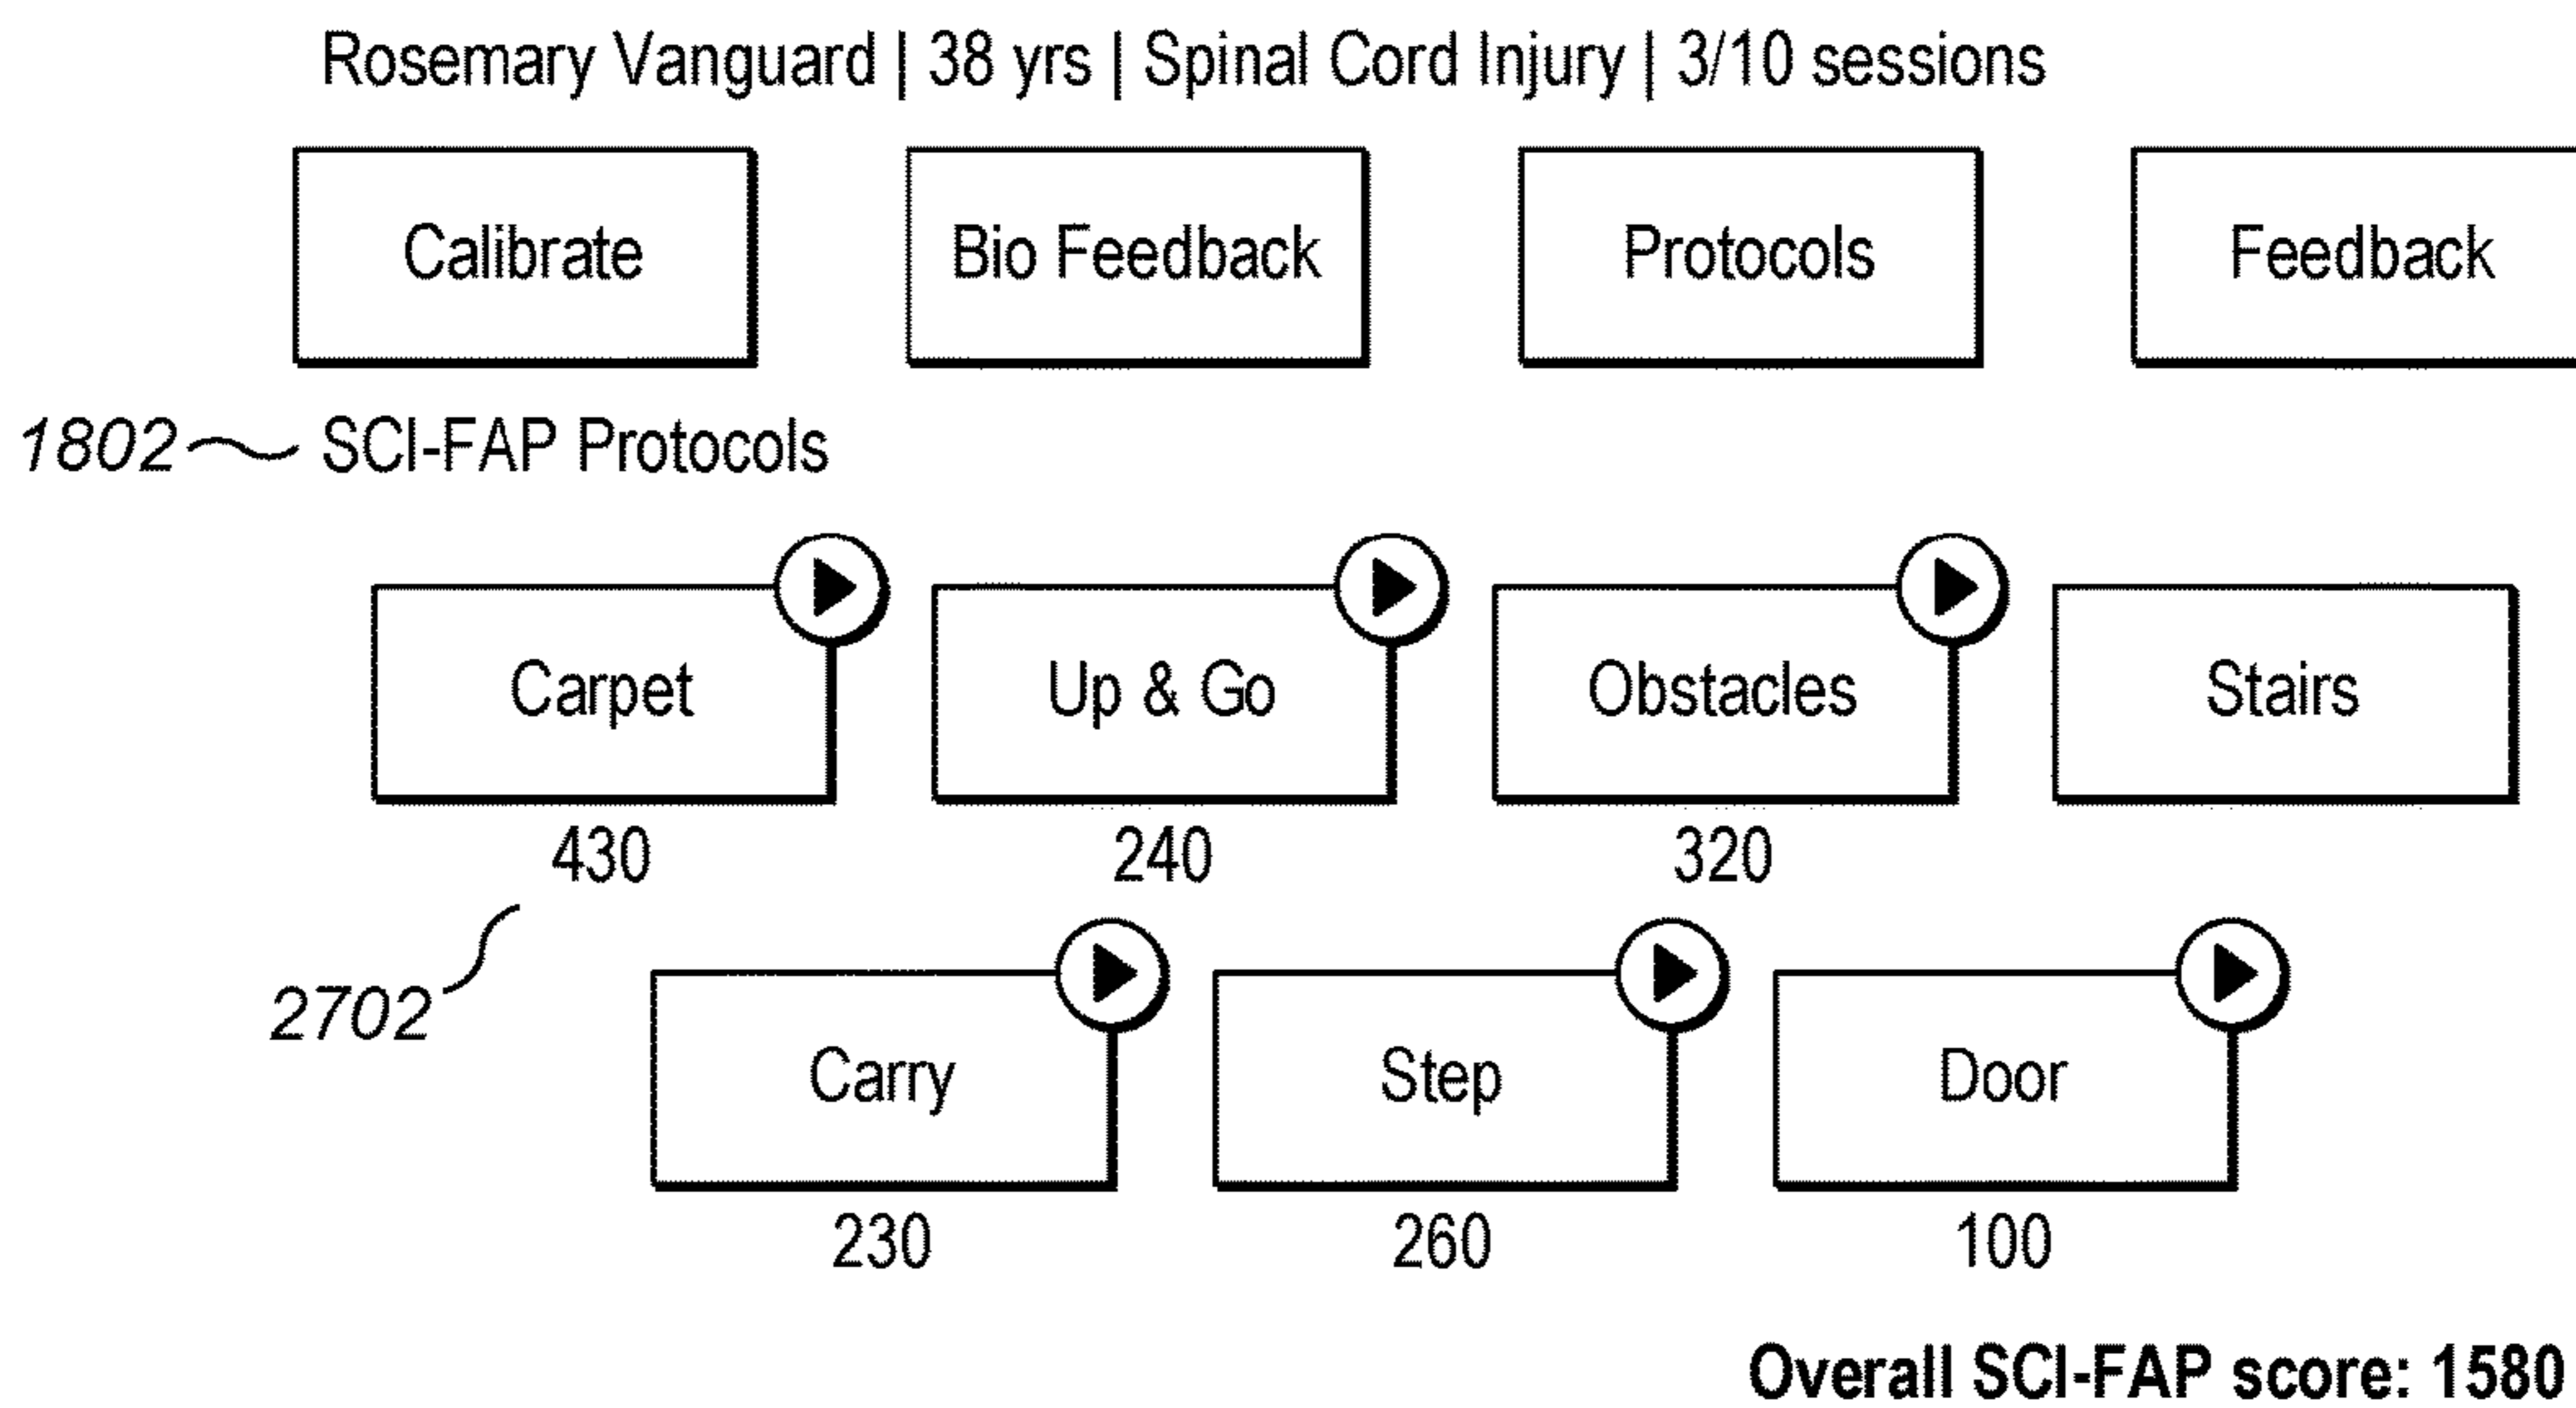 Rosemary Vanguard | 38 yrs | Spinal Cord Injury | 3/10 sessions
Calibrate Bio Feedback Protocols Feedback
1802 SCI-FAP Protocols
Carpet Up & Go Obstacles Stairs
430 240 320
2702
Carry Step Door
230 260 100
Overall SCI-FAP score: 1580